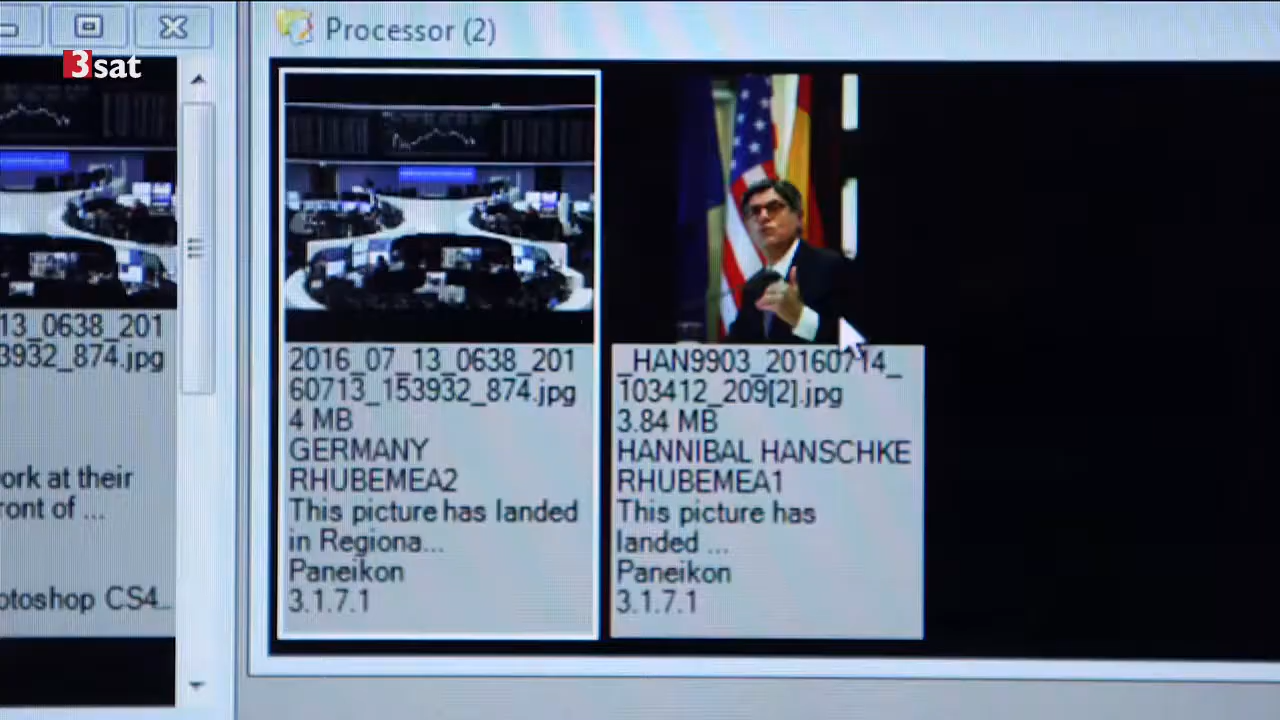 Processor (2)
3sat
13_0638_201
3932_874.jpg
ork at their
ront of ...
otoshop CS4...
2016_07_13_0638_201
60713_153932_874.jpg
4 MB
GERMANY
RHUBEMEA2
This picture has landed
in Regiona...
Paneikon
3.1.7.1
_HAN9903_20160714_
103412_209[2].jpg
3.84 MB
HANNIBAL HANSCHKE
RHUBEMEA1
This picture has
landed ...
Paneikon
3.1.7.1